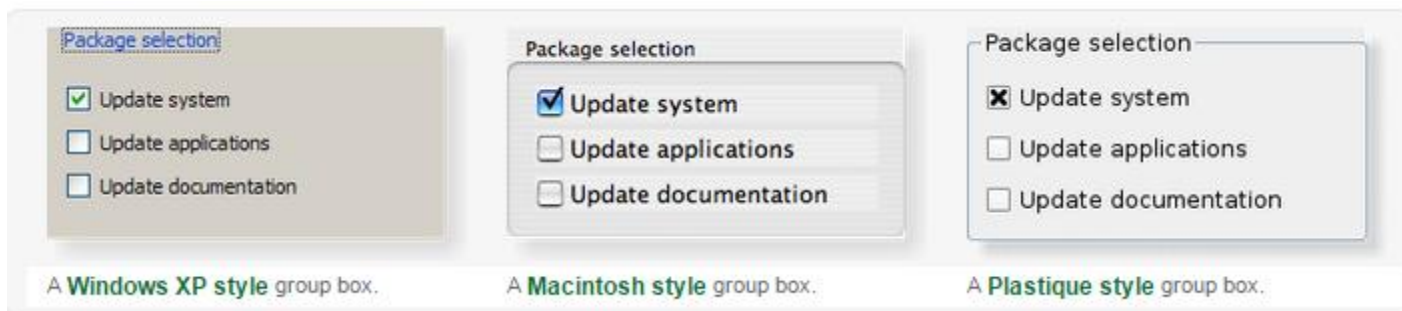 Package selection
Update system
Update applications
Update documentation
A Windows XP style group box.
Package selection
Update system
Update applications
Update documentation
A Macintosh style group box.
Package selection
Update system
Update applications
Update documentation
A Plastique style group box.